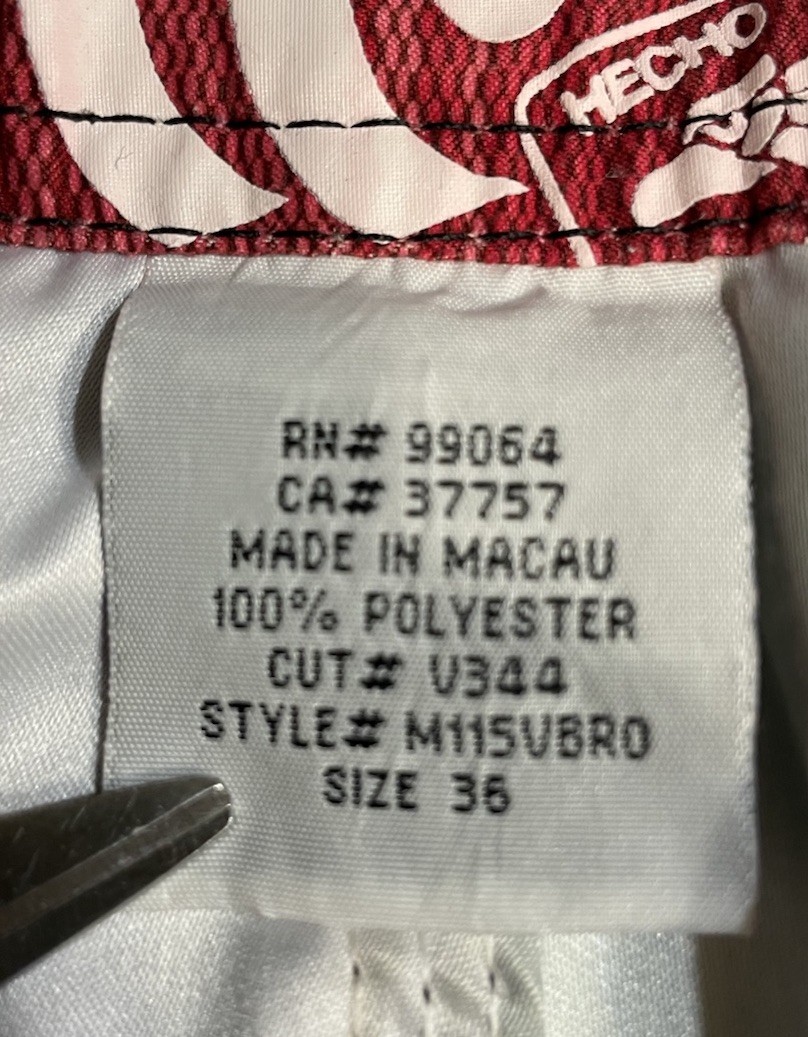 HECHO
RN# 99064
CA# 37757
MADE IN MACAU
100% POLYESTER
CUT# V344
STYLE# M115VBRO
SIZE 36